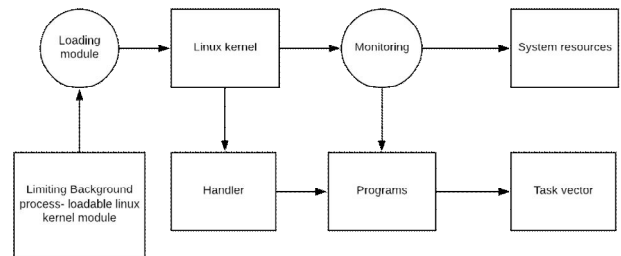 Loading
module
Linux kernel
Monitoring
System resources
Limiting Background
process- loadable linux
kernel module
Handler
Programs
Task vector